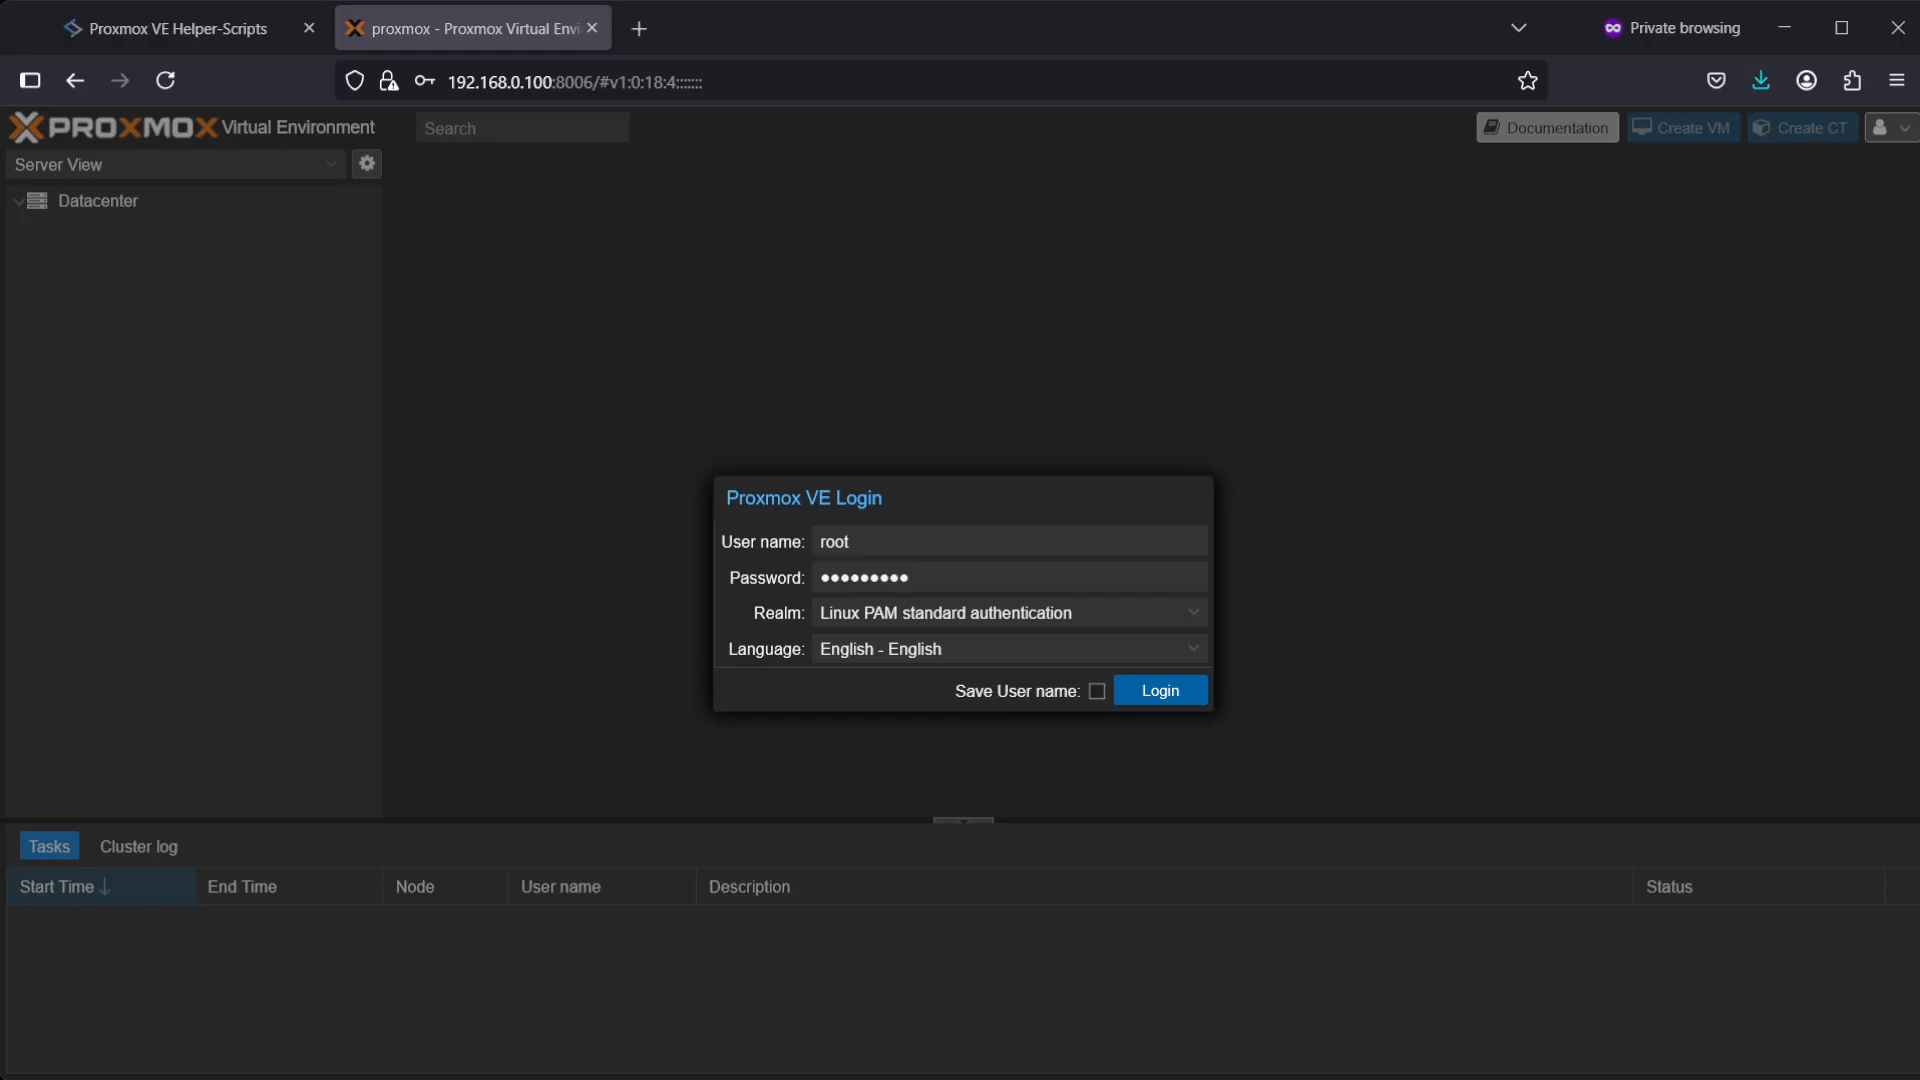 Proxmox VE Helper-Scripts
proxmox - Proxmox Virtual Envi
Private browsing
192.168.0.100:8006/#v1:0:18:4:::::::
PROXMOX Virtual Environment
Search
Documentation
Create VM
Create CT
Server View
Datacenter
Proxmox VE Login
User name: root
Password: ●●●●●●●●●
Realm: Linux PAM standard authentication
Language: English - English
Save User name:
Login
Tasks
Cluster log
Start Time
End Time
Node
User name
Description
Status